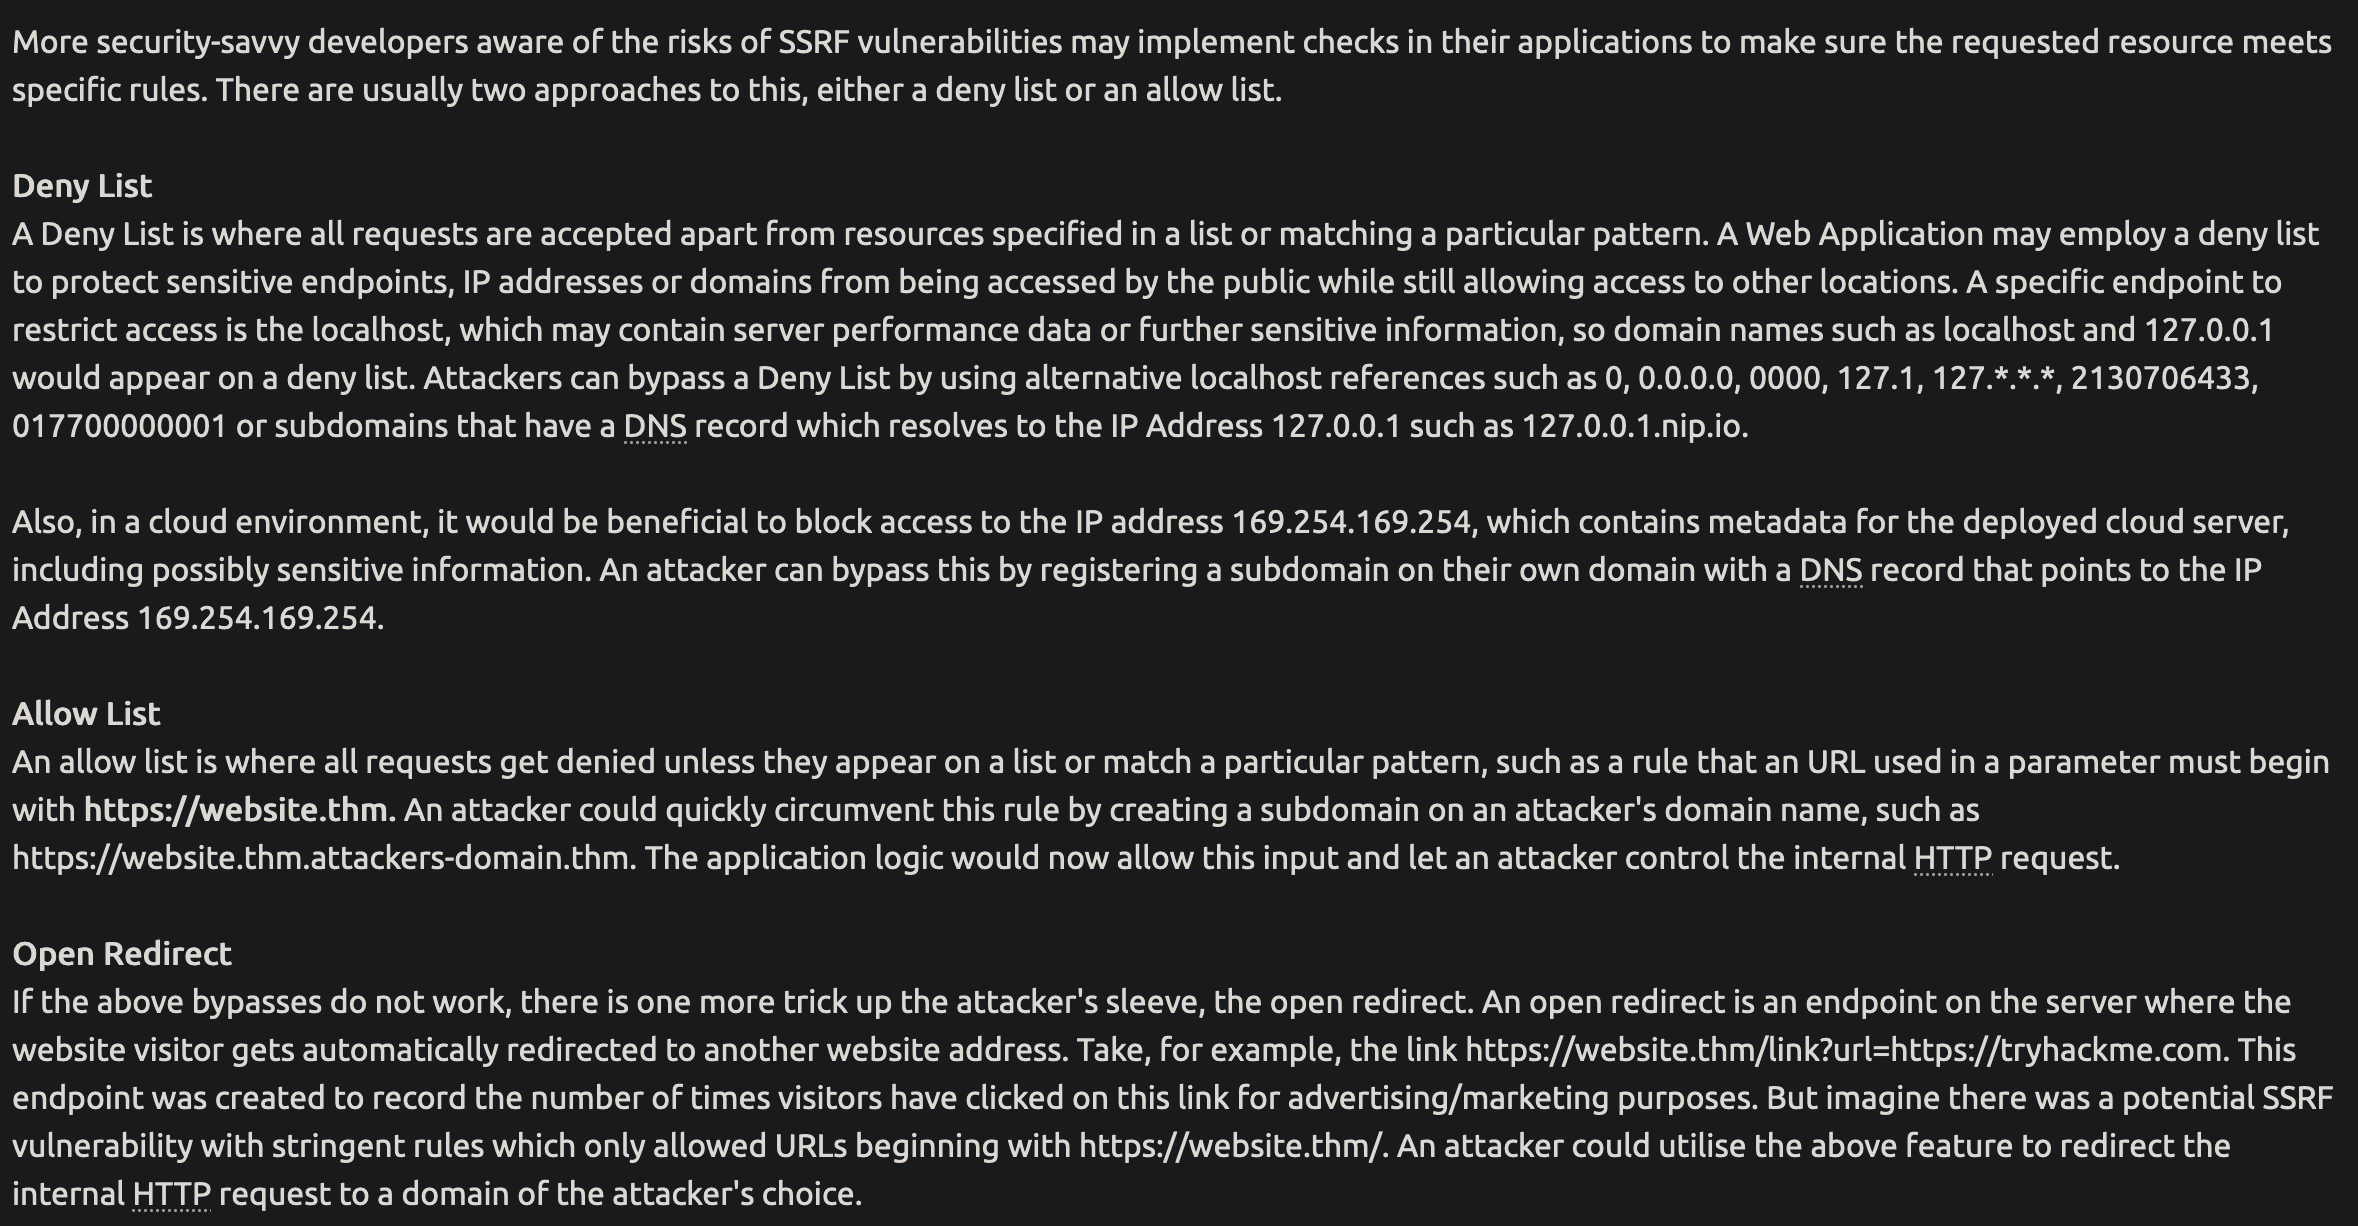 More security-savvy developers aware of the risks of SSRF vulnerabilities may implement checks in their applications to make sure the requested resource meets
specific rules. There are usually two approaches to this, either a deny list or an allow list.
Deny List
A Deny List is where all requests are accepted apart from resources specified in a list or matching a particular pattern. A Web Application may employ a deny list
to protect sensitive endpoints, IP addresses or domains from being accessed by the public while still allowing access to other locations. A specific endpoint to
restrict access is the localhost, which may contain server performance data or further sensitive information, so domain names such as localhost and 127.0.0.1
would appear on a deny list. Attackers can bypass a Deny List by using alternative localhost references such as 0, 0.0.0.0, 0000, 127.1, 127.*.*.*, 2130706433,
017700000001 or subdomains that have a DNS record which resolves to the IP Address 127.0.0.1 such as 127.0.0.1.nip.io.
Also, in a cloud environment, it would be beneficial to block access to the IP address 169.254.169.254, which contains metadata for the deployed cloud server,
including possibly sensitive information. An attacker can bypass this by registering a subdomain on their own domain with a DNS record that points to the IP
Address 169.254.169.254.
Allow List
An allow list is where all requests get denied unless they appear on a list or match a particular pattern, such as a rule that an URL used in a parameter must begin
with https://website.thm. An attacker could quickly circumvent this rule by creating a subdomain on an attacker's domain name, such as
https://website.thm.attackers-domain.thm. The application logic would now allow this input and let an attacker control the internal HTTP request.
Open Redirect
If the above bypasses do not work, there is one more trick up the attacker's sleeve, the open redirect. An open redirect is an endpoint on the server where the
website visitor gets automatically redirected to another website address. Take, for example, the link https://website.thm/link?url=https://tryhackme.com. This
endpoint was created to record the number of times visitors have clicked on this link for advertising/marketing purposes. But imagine there was a potential SSRF
vulnerability with stringent rules which only allowed URLs beginning with https://website.thm/. An attacker could utilise the above feature to redirect the
internal HTTP request to a domain of the attacker's choice.